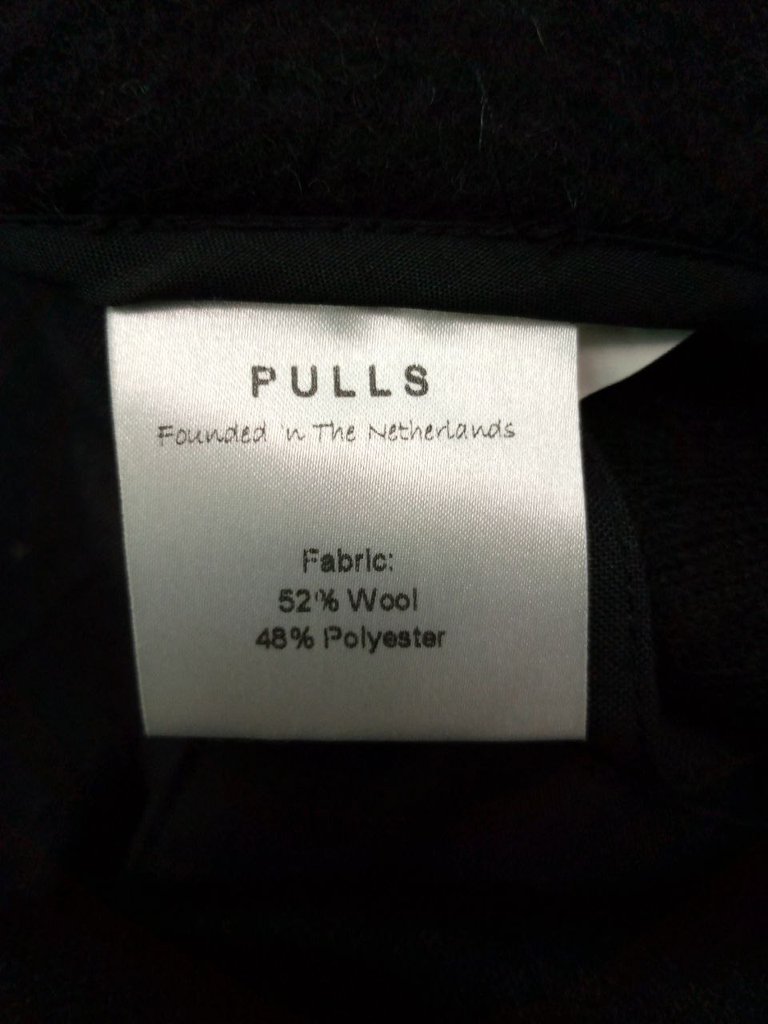 PULLS
Founded in The Netherlands
Fabric:
52% Wool
48% Polyester